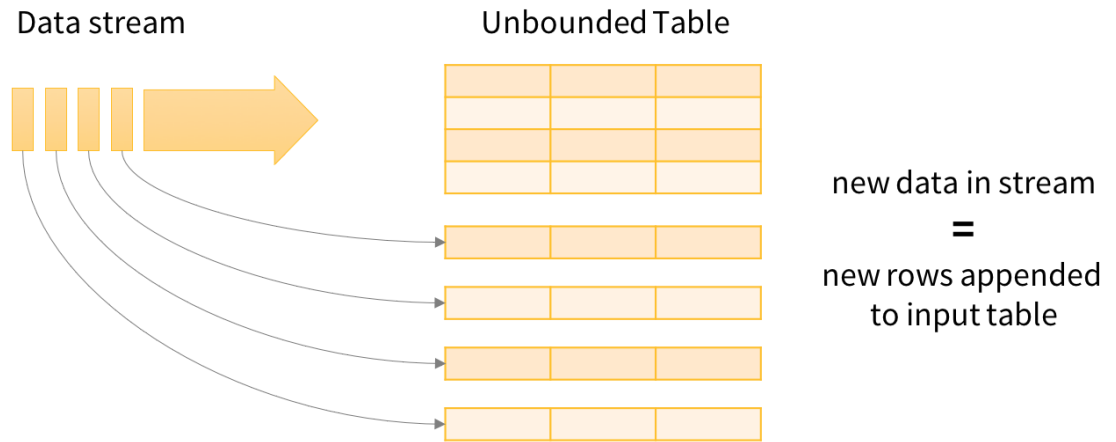 Data stream
Unbounded Table
new data in stream
=
new rows appended
to input table